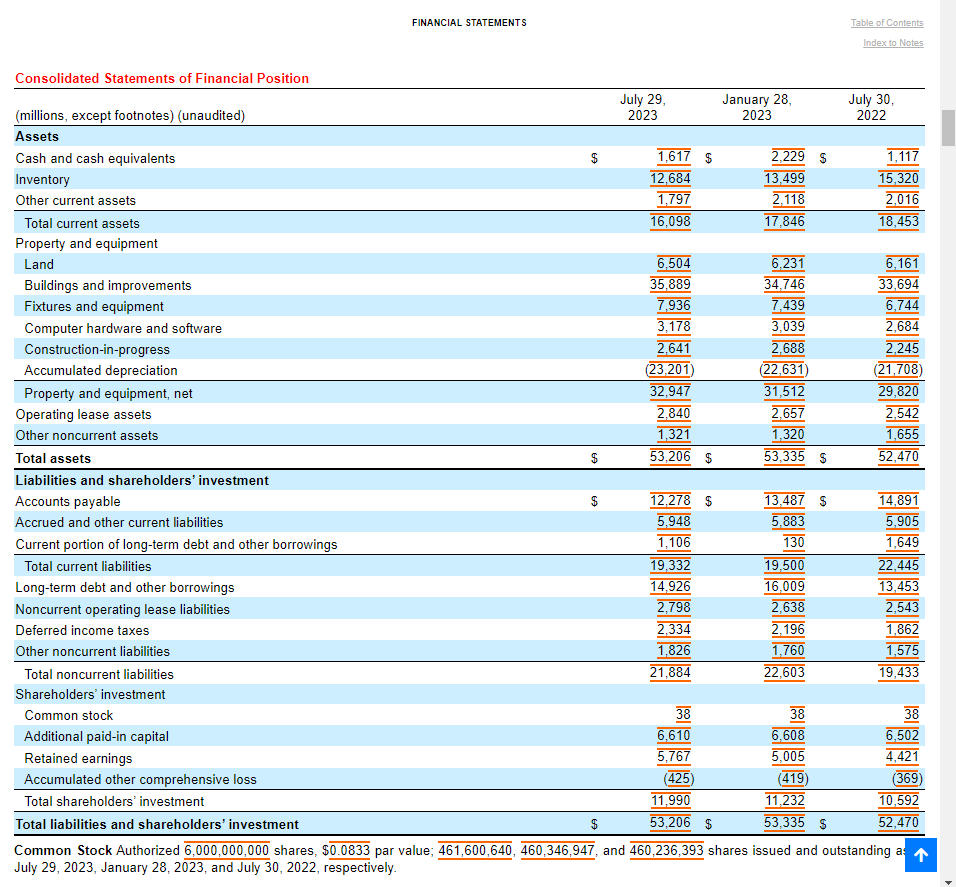 FINANCIAL STATEMENTS
Table of Contents
Index to Notes
Consolidated Statements of Financial Position
(millions, except footnotes) (unaudited) July 29, 2023 January 28, 2023 July 30, 2022
Assets
Cash and cash equivalents $ 1,617 $ 2,229 $ 1,117
Inventory 12,684 13,499 15,320
Other current assets 1,797 2,118 2,016
Total current assets 16,098 17,846 18,453
Property and equipment
Land 6,504 6,231 6,161
Buildings and improvements 35,889 34,746 33,694
Fixtures and equipment 7,936 7,439 6,744
Computer hardware and software 3,178 3,039 2,684
Construction-in-progress 2,641 2,688 2,245
Accumulated depreciation (23,201) (22,631) (21,708)
Property and equipment, net 32,947 31,512 29,820
Operating lease assets 2,840 2,657 2,542
Other noncurrent assets 1,321 1,320 1,655
Total assets $ 53,206 $ 53,335 $ 52,470
Liabilities and shareholders' investment
Accounts payable $ 12,278 $ 13,487 $ 14,891
Accrued and other current liabilities 5,948 5,883 5,905
Current portion of long-term debt and other borrowings 1,106 130 1,649
Total current liabilities 19,332 19,500 22,445
Long-term debt and other borrowings 14,926 16,009 13,453
Noncurrent operating lease liabilities 2,798 2,638 2,543
Deferred income taxes 2,334 2,196 1,862
Other noncurrent liabilities 1,826 1,760 1,575
Total noncurrent liabilities 21,884 22,603 19,433
Shareholders' investment
Common stock 38 38 38
Additional paid-in capital 6,610 6,608 6,502
Retained earnings 5,767 5,005 4,421
Accumulated other comprehensive loss (425) (419) (369)
Total shareholders' investment 11,990 11,232 10,592
Total liabilities and shareholders' investment $ 53,206 $ 53,335 $ 52,470
Common Stock Authorized 6,000,000,000 shares, $0.0833 par value; 461,600,640, 460,346,947, and 460,236,393 shares issued and outstanding
July 29, 2023, January 28, 2023, and July 30, 2022, respectively.